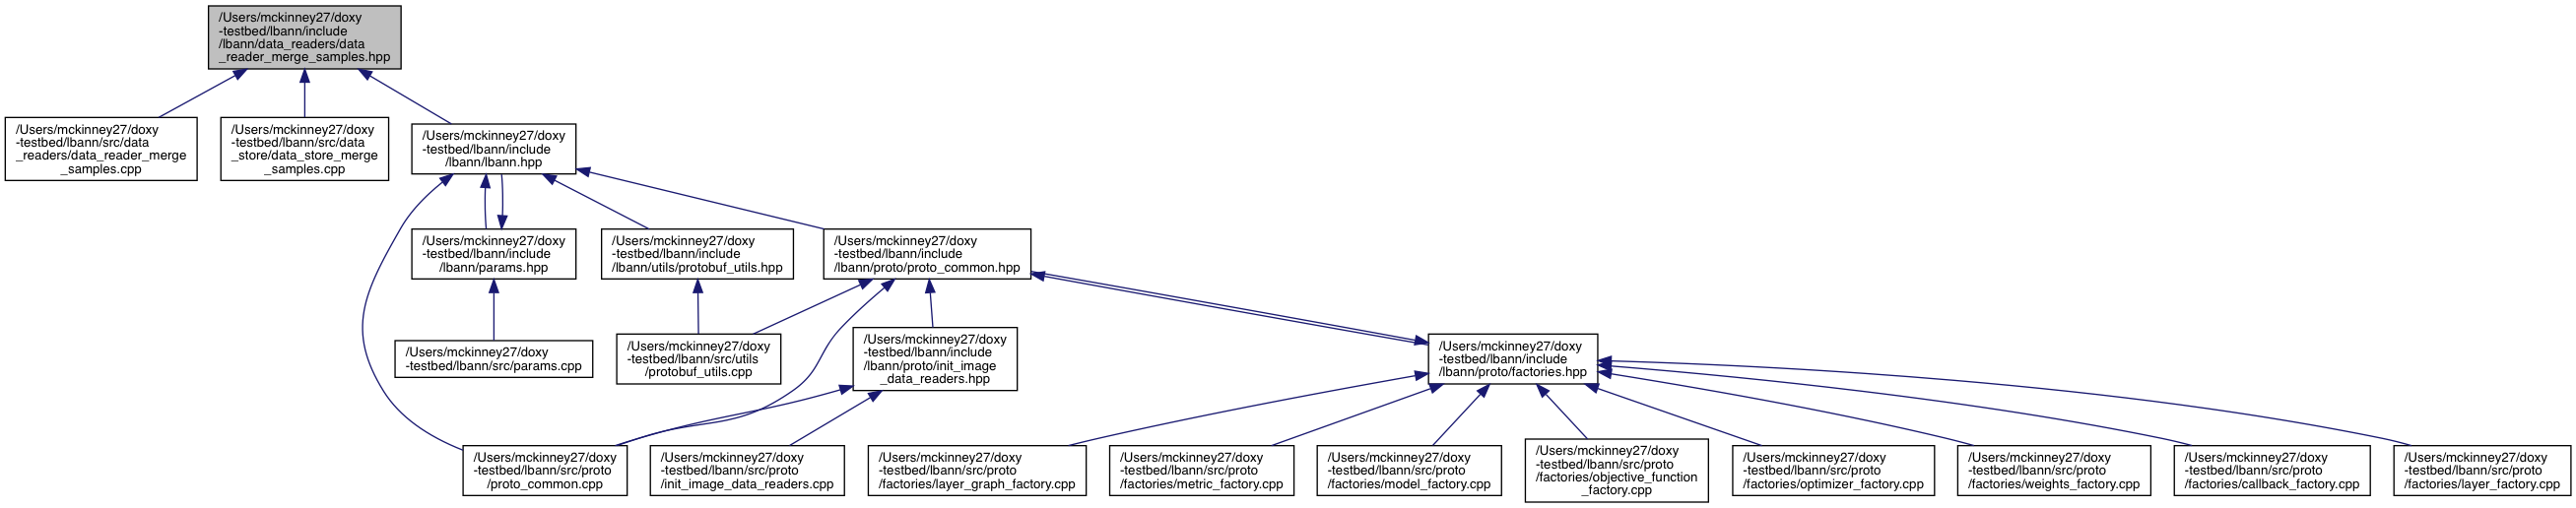 /Users/mckinney27/doxy
-testbed/lbann/include
/lbann/data_readers/data
_reader_merge_samples.hpp
/Users/mckinney27/doxy
-testbed/lbann/src/data
_readers/data_reader_merge
_samples.cpp
/Users/mckinney27/doxy
-testbed/lbann/src/data
_store/data_store_merge
_samples.cpp
/Users/mckinney27/doxy
-testbed/lbann/include
/lbann/lbann.hpp
/Users/mckinney27/doxy
-testbed/lbann/include
/lbann/params.hpp
/Users/mckinney27/doxy
-testbed/lbann/include
/lbann/utils/protobuf_utils.hpp
/Users/mckinney27/doxy
-testbed/lbann/include
/lbann/proto/proto_common.hpp
/Users/mckinney27/doxy
-testbed/lbann/src/params.cpp
/Users/mckinney27/doxy
-testbed/lbann/src/utils
/protobuf_utils.cpp
/Users/mckinney27/doxy
-testbed/lbann/include
/lbann/proto/init_image
_data_readers.hpp
/Users/mckinney27/doxy
-testbed/lbann/include
/lbann/proto/factories.hpp
/Users/mckinney27/doxy
-testbed/lbann/src/proto
/proto_common.cpp
/Users/mckinney27/doxy
-testbed/lbann/src/proto
/init_image_data_readers.cpp
/Users/mckinney27/doxy
-testbed/lbann/src/proto
/factories/layer_graph_factory.cpp
/Users/mckinney27/doxy
-testbed/lbann/src/proto
/factories/metric_factory.cpp
/Users/mckinney27/doxy
-testbed/lbann/src/proto
/factories/model_factory.cpp
/Users/mckinney27/doxy
-testbed/lbann/src/proto
/factories/objective_function
_factory.cpp
/Users/mckinney27/doxy
-testbed/lbann/src/proto
/factories/optimizer_factory.cpp
/Users/mckinney27/doxy
-testbed/lbann/src/proto
/factories/weights_factory.cpp
/Users/mckinney27/doxy
-testbed/lbann/src/proto
/factories/callback_factory.cpp
/Users/mckinney27/doxy
-testbed/lbann/src/proto
/factories/layer_factory.cpp